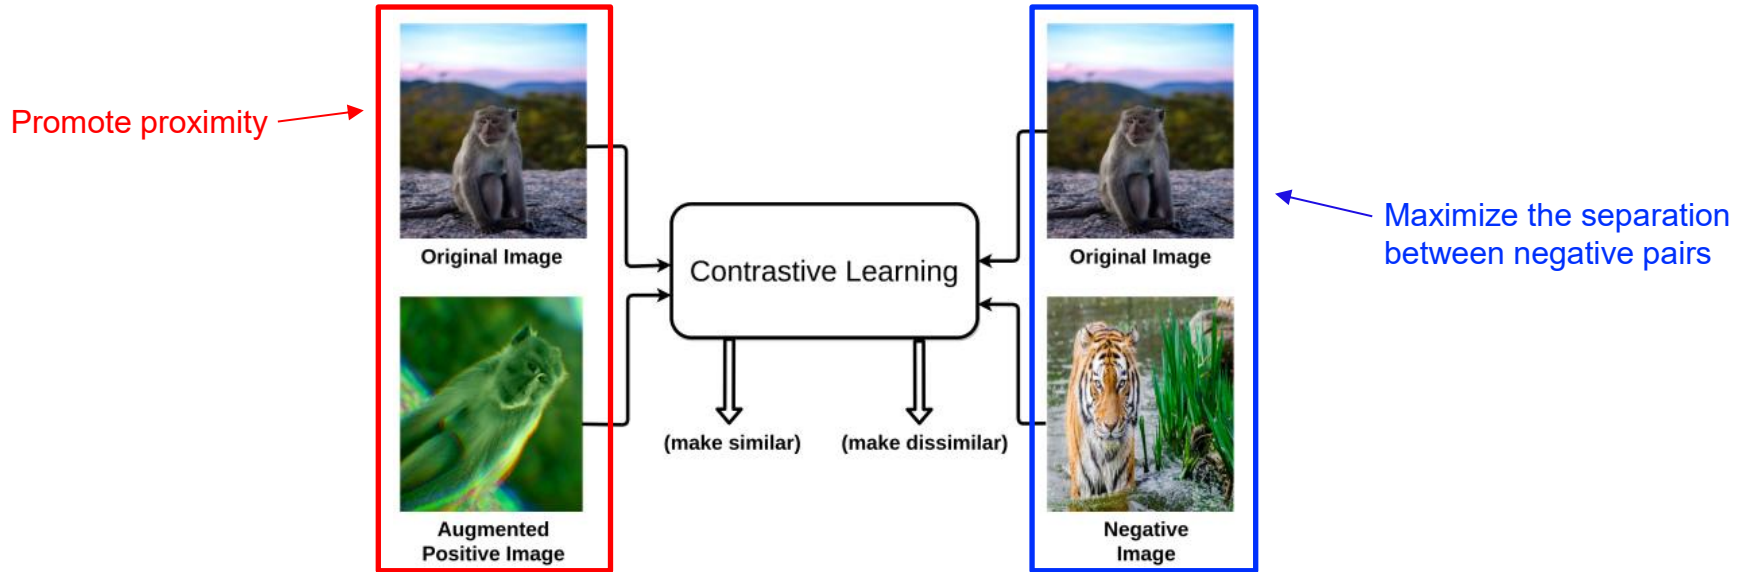 Promote proximity
Original Image
Augmented
Positive Image
Contrastive Learning
(make similar)
(make dissimilar)
Original Image
Negative
Image
Maximize the separation
between negative pairs